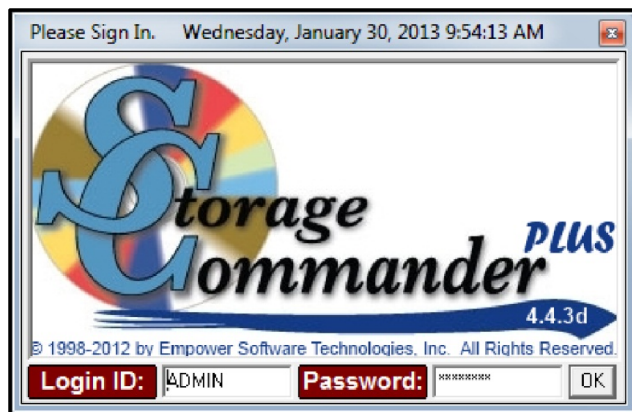 Please Sign In. Wednesday, January 30, 2013 9:54:13 AM
Storage
Commander PLUS
4.4.3d
© 1998-2012 by Empower Software Technologies, Inc. All Rights Reserved.
Login ID: ADMIN Password: ******** OK